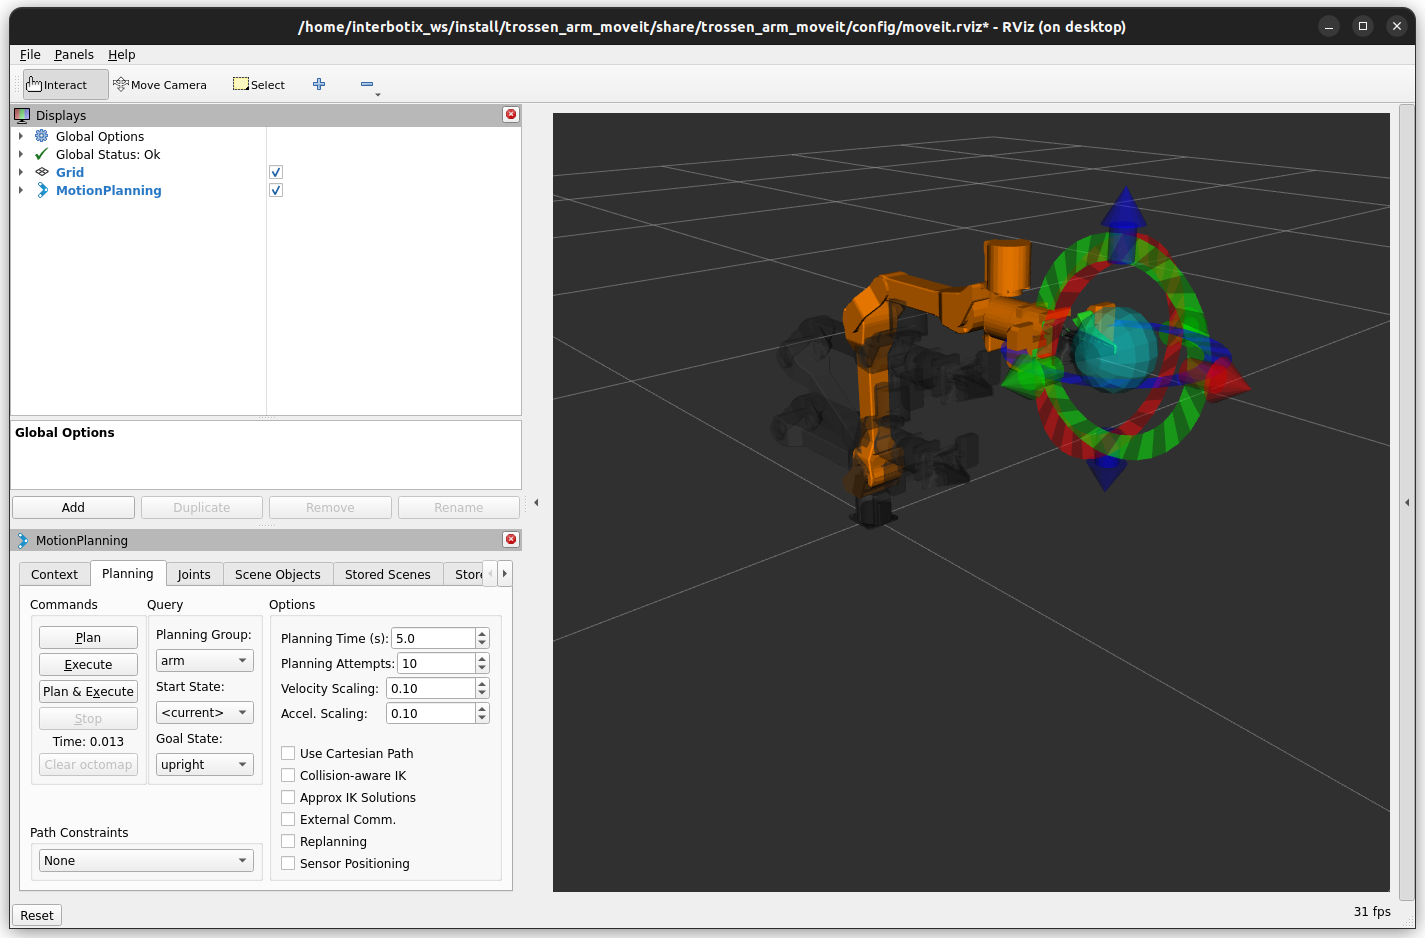 /home/interbotix_ws/install/trossen_arm_moveit/share/trossen_arm_moveit/config/moveit.rviz* - RViz (on desktop)
File Panels Help
Interact Move Camera Select
Displays
Global Options
Global Status: Ok
Grid
MotionPlanning
Global Options
Add Duplicate Remove Rename
MotionPlanning
Context Planning Joints Scene Objects Stored Scenes Store
Commands Query Options
Plan
Execute
Plan & Execute
Stop
Time: 0.013
Clear octomap
Planning Group:
arm
Start State:
<current>
Goal State:
upright
Planning Time (s): 5.0
Planning Attempts: 10
Velocity Scaling: 0.10
Accel. Scaling: 0.10
Use Cartesian Path
Collision-aware IK
Approx IK Solutions
External Comm.
Replanning
Sensor Positioning
Path Constraints
None
Reset
31 fps